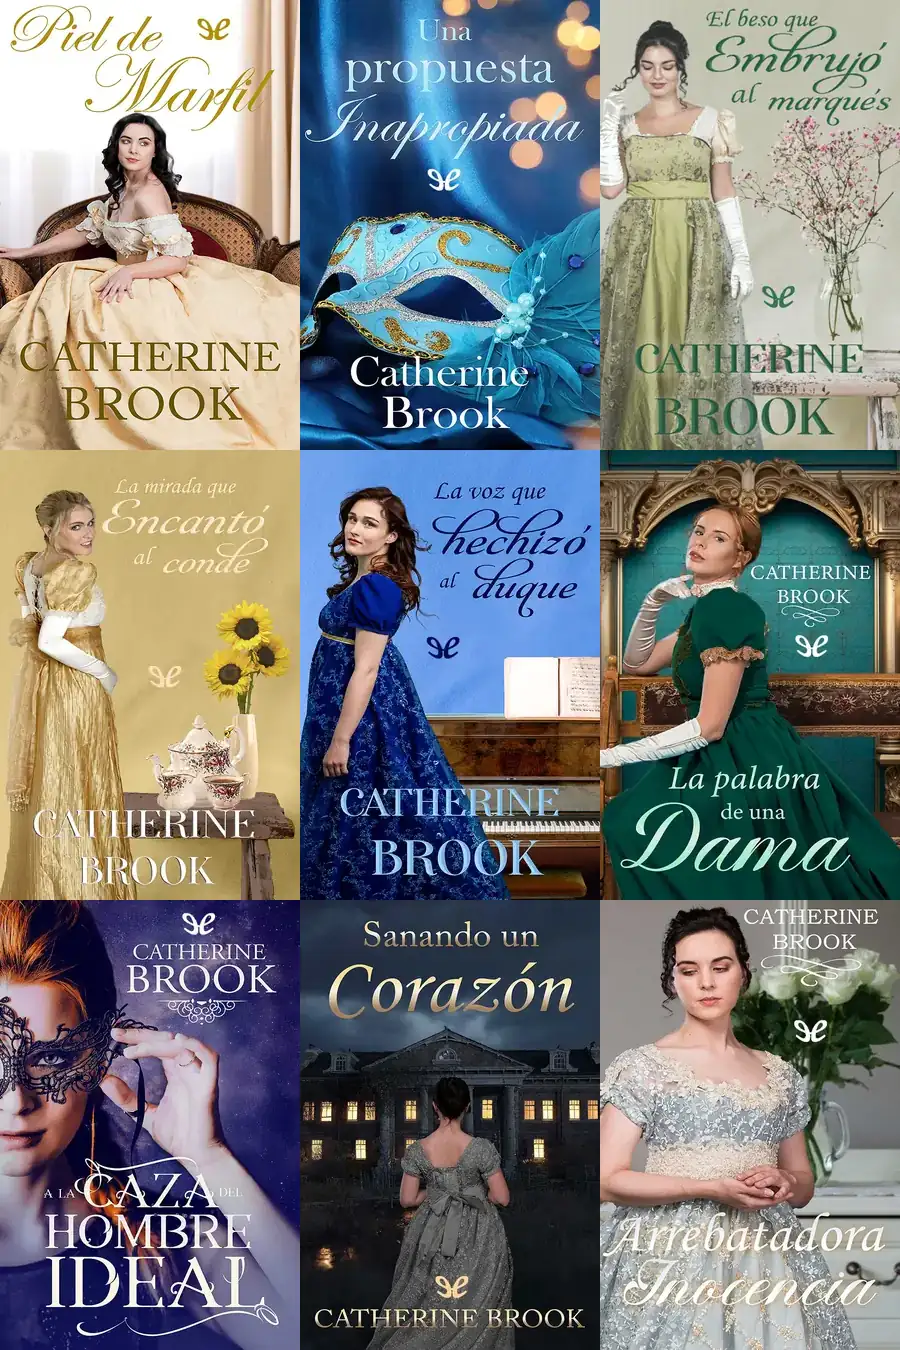 Piel de
Marfil
CATHERINE
BROOK
Una
propuesta
Inapropiada
Catherine
Brook
El beso que
Embrujó
al marqués
CATHERINE
BROOK
La mirada que
Encantó
al conde
CATHERINE
BROOK
La voz que
hechizó
al duque
CATHERINE
BROOK
CATHERINE
BROOK
La palabra
de una
Dama
CATHERINE
BROOK
A LA CAZA DEL
HOMBRE
IDEAL
Sanando un
Corazón
CATHERINE BROOK
CATHERINE
BROOK
Arrebatadora
Inocencia